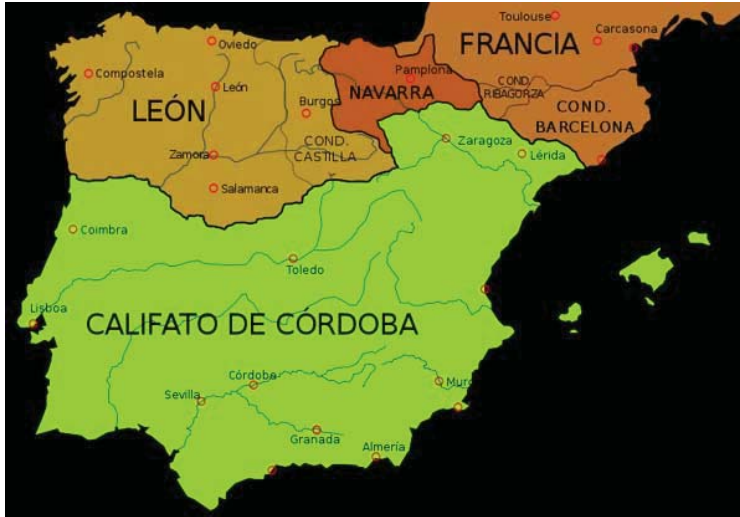 Toulouse
Carcasona
FRANCIA
Oviedo
Compostela
León
LEÓN
Burgos
Pamplona
NAVARRA
COND.
RIBAGORZA
COND.
BARCELONA
COND.
CASTILLA
Zamora
Salamanca
Zaragoza
Lérida
Coimbra
Toledo
Lisboa
CALIFATO DE CÓRDOBA
Córdoba
Sevilla
Murc
Granada
Almería